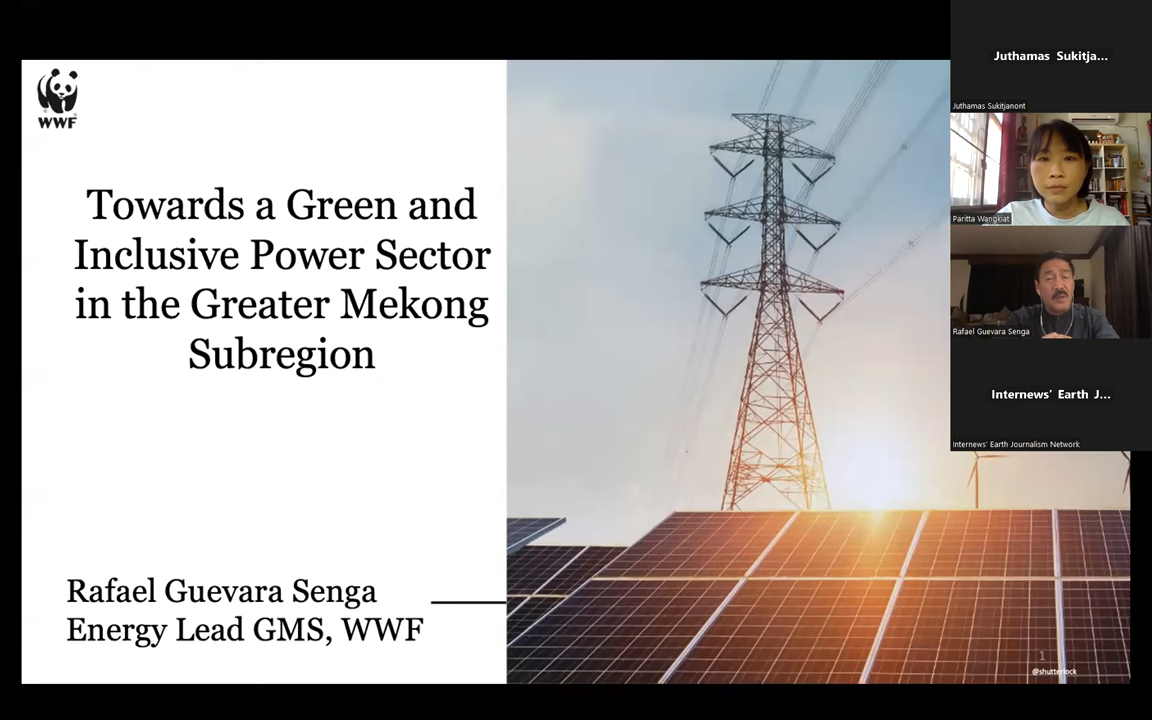 WWF
Towards a Green and
Inclusive Power Sector
in the Greater Mekong
Subregion
Rafael Guevara Senga
Energy Lead GMS, WWF
1
Juthamas Sukitja...
Juthamas Sukitjanont
Paritta Wangkiat
Rafael Guevara Senga
Internews' Earth J...
Internews' Earth Journalism Network